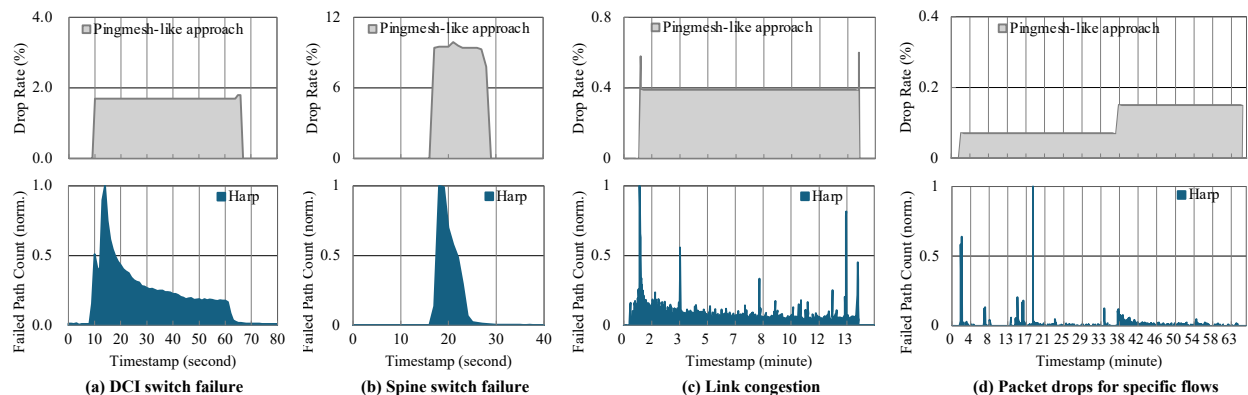 Drop Rate (%)
4.0
2.0
0.0
Pingmesh-like approach
Failed Path Count (norm.)
1.0
0.5
0.0
Harp
0 10 20 30 40 50 60 70 80
Timestamp (second)
(a) DCI switch failure
Drop Rate (%)
12
9
6
3
0
Pingmesh-like approach
Failed Path Count (norm.)
1
0.5
0
Harp
0 10 20 30 40
Timestamp (second)
(b) Spine switch failure
Drop Rate (%)
0.8
0.6
0.4
0.2
0
Pingmesh-like approach
Failed Path Count (norm.)
1
0.5
0
Harp
0 2 3 5 7 8 10 12 13
Timestamp (minute)
(c) Link congestion
Drop Rate (%)
0.4
0.2
0
Pingmesh-like approach
Failed Path Count (norm.)
1
0.5
0
Harp
0 4 8 13 17 21 25 29 33 38 42 46 50 54 58 63
Timestamp (minute)
(d) Packet drops for specific flows